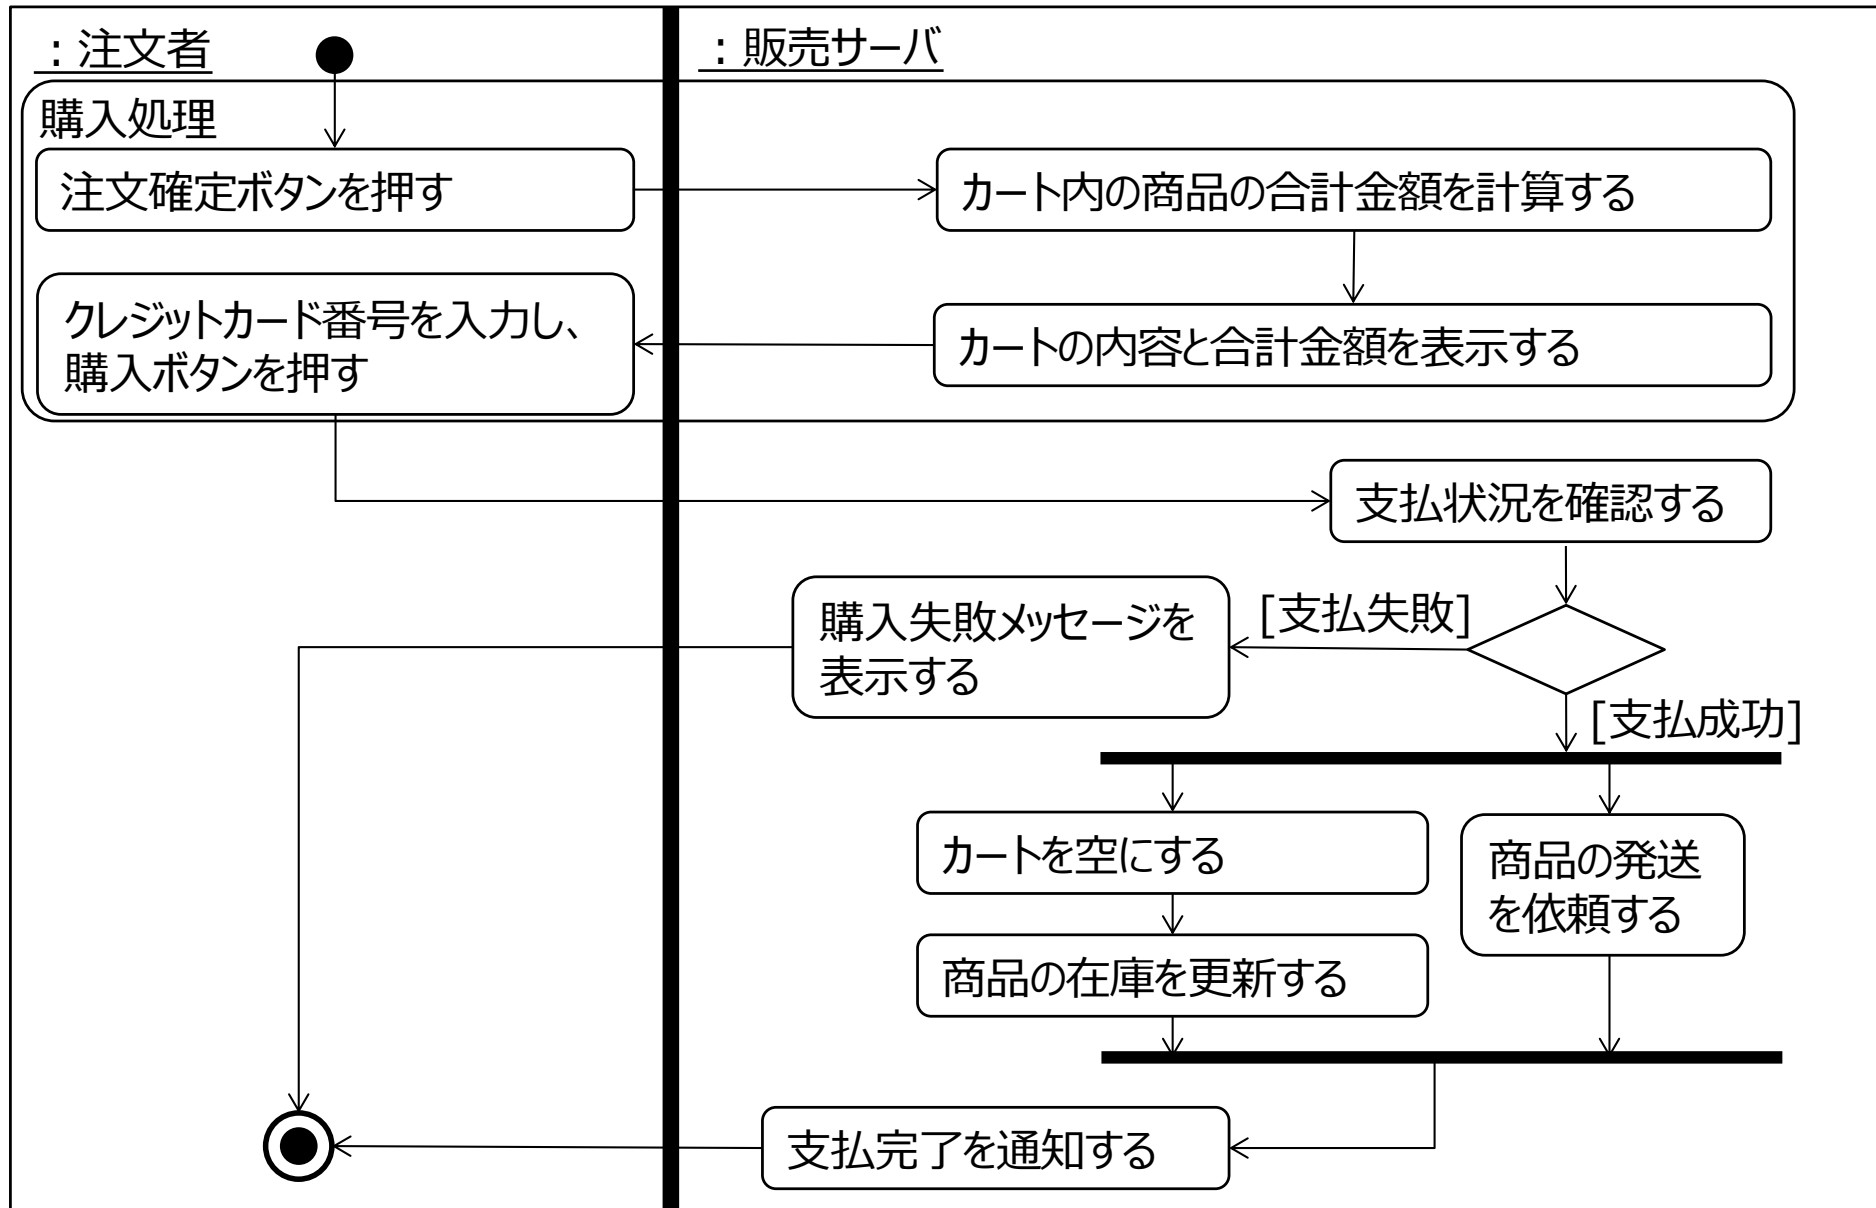 ：注文者
：販売サーバ
購入処理
注文確定ボタンを押す
カート内の商品の合計金額を計算する
クレジットカード番号を入力し、
購入ボタンを押す
カートの内容と合計金額を表示する
支払状況を確認する
購入失敗メッセージを
表示する
[支払失敗]
[支払成功]
カートを空にする
商品の発送
を依頼する
商品の在庫を更新する
支払完了を通知する